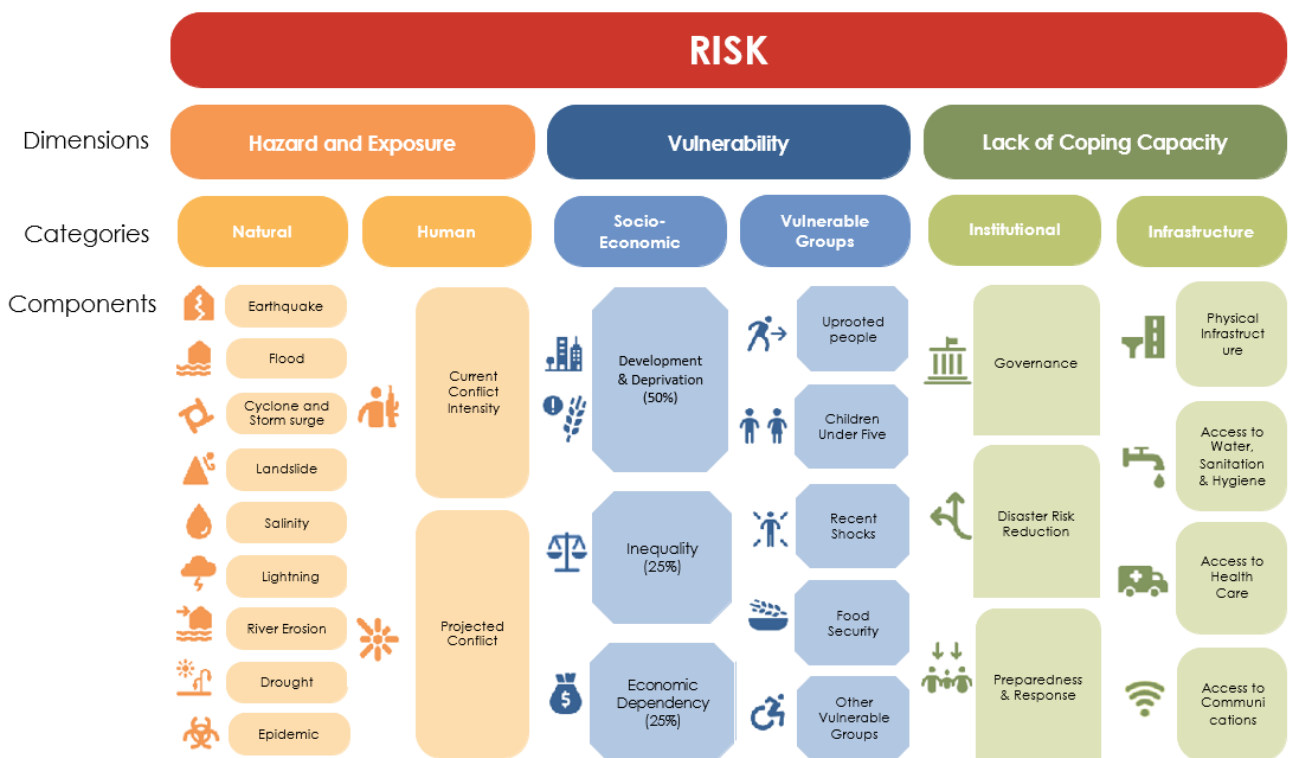 RISK
Dimensions
Hazard and Exposure
Vulnerability
Lack of Coping Capacity
Categories
Natural
Human
Socio-
Economic
Vulnerable
Groups
Institutional
Infrastructure
Components
Earthquake
Flood
Cyclone and
Storm surge
Landslide
Salinity
Lightning
River Erosion
Drought
Epidemic
Current
Conflict
Intensity
Projected
Conflict
Development
& Deprivation
(50%)
Inequality
(25%)
Economic
Dependency
(25%)
Uprooted
people
Children
Under Five
Recent
Shocks
Food
Security
Other
Vulnerable
Groups
Governance
Disaster Risk
Reduction
Preparedness
& Response
Physical
Infrastruct
ure
Access to
Water,
Sanitation
& Hygiene
Access to
Health
Care
Access to
Communi
cations